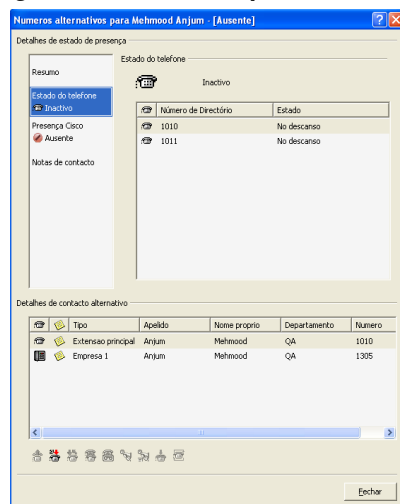 Numeros alternativos para Mehmood Anjum - [Ausente]
Detalhes de estado de presença
Resumo
Estado do telefone
Inactivo
Presença Cisco
Ausente
Notas de contacto
Estado do telefone
Inactivo
Número de Directório Estado
1010 No descanso
1011 No descanso
Detalhes de contacto alternativo
Tipo Apelido Nome proprio Departamento Numero
Extensao principal Anjum Mehmood QA 1010
Empresa 1 Anjum Mehmood QA 1305
Fechar